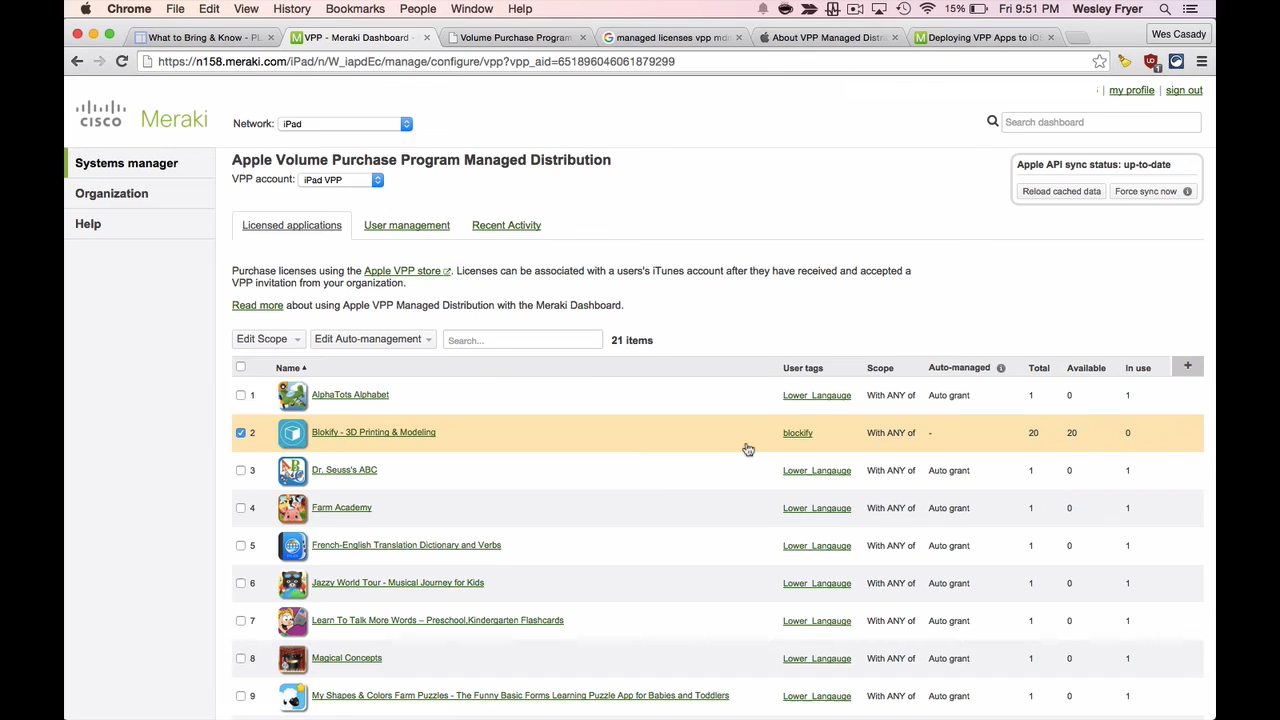 Chrome File Edit View History Bookmarks People Window Help 15% Fri 9:51 PM Wesley Fryer
What to Bring & Know - PL VPP - Meraki Dashboard - Volume Purchase Program managed licenses vpp mdm About VPP Managed Distri Deploying VPP Apps to iO Wes Casady
https://n158.meraki.com/iPad/n/W_iapdEc/manage/configure/vpp?vpp_aid=651896046061879299
my profile | sign out
cisco Meraki
Network: iPad
Search dashboard
Systems manager
Organization
Help
Apple Volume Purchase Program Managed Distribution
VPP account: iPad VPP
Apple API sync status: up-to-date
Reload cached data Force sync now
Licensed applications User management Recent Activity
Purchase licenses using the Apple VPP store. Licenses can be associated with a users's iTunes account after they have received and accepted a
VPP invitation from your organization.
Read more about using Apple VPP Managed Distribution with the Meraki Dashboard.
Edit Scope Edit Auto-management Search... 21 items
Name User tags Scope Auto-managed Total Available In use +
1 AlphaTots Alphabet Lower_Langauge With ANY of Auto grant 1 0 1
2 Blokify - 3D Printing & Modeling blockify With ANY of - 20 20 0
3 Dr. Seuss's ABC Lower_Langauge With ANY of Auto grant 1 0 1
4 Farm Academy Lower_Langauge With ANY of Auto grant 1 0 1
5 French-English Translation Dictionary and Verbs Lower_Langauge With ANY of Auto grant 1 0 1
6 Jazzy World Tour - Musical Journey for Kids Lower_Langauge With ANY of Auto grant 1 0 1
7 Learn To Talk More Words – Preschool,Kindergarten Flashcards Lower_Langauge With ANY of Auto grant 1 0 1
8 Magical Concepts Lower_Langauge With ANY of Auto grant 1 0 1
9 My Shapes & Colors Farm Puzzles - The Funny Basic Forms Learning Puzzle App for Babies and Toddlers Lower_Langauge With ANY of Auto grant 1 0 1